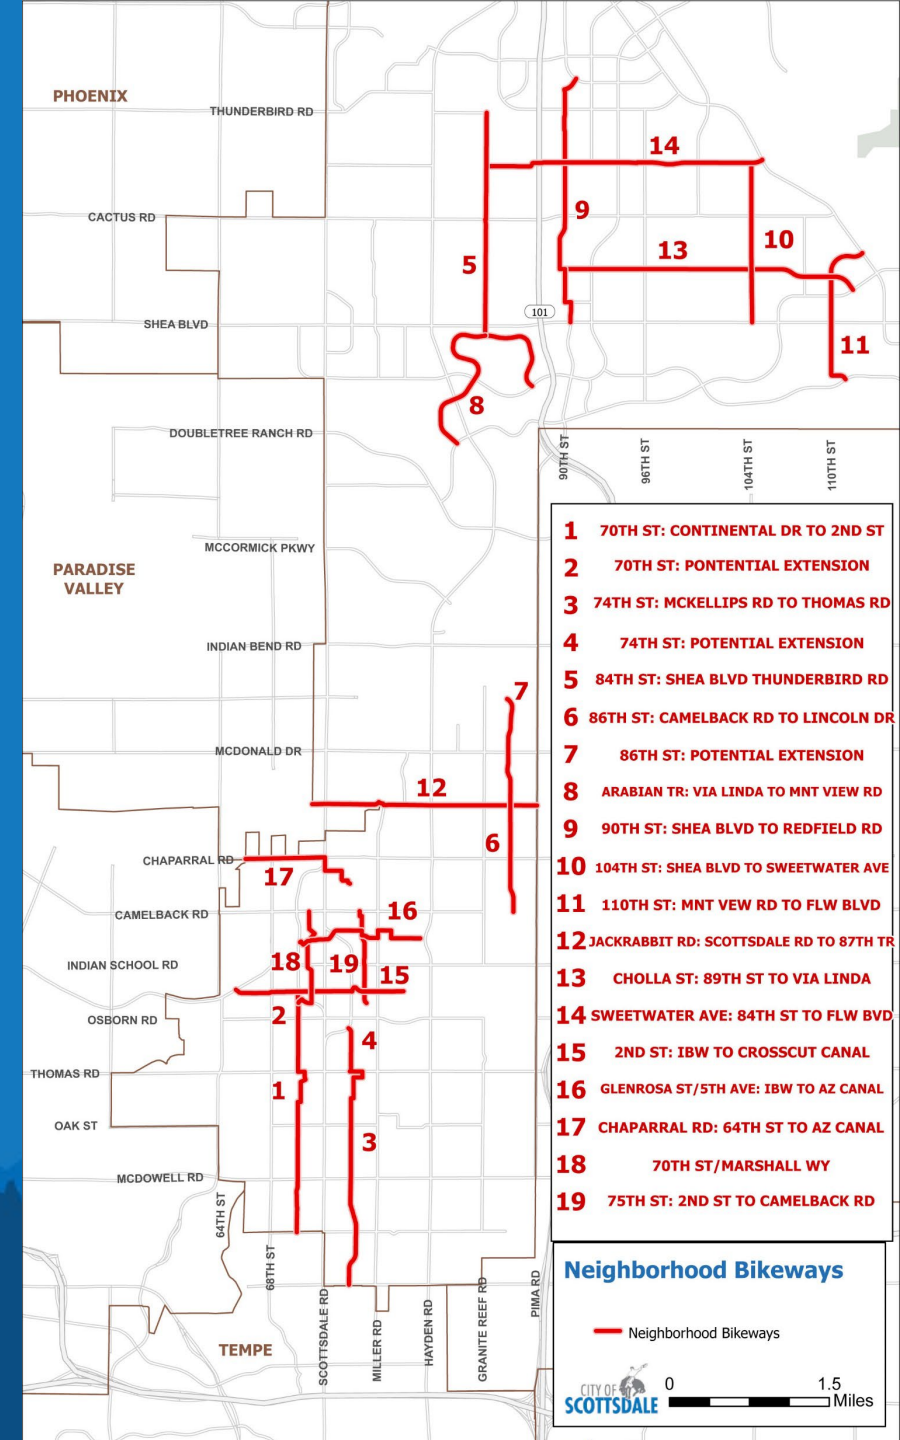 PHOENIX
THUNDERBIRD RD
14
CACTUS RD
9
10
13
5
101
SHEA BLVD
11
8
DOUBLETREE RANCH RD
90TH ST
96TH ST
104TH ST
110TH ST
MCCORMICK PKWY
PARADISE
VALLEY
INDIAN BEND RD
7
MCDONALD DR
12
6
CHAPARRAL RD
17
CAMELBACK RD
16
INDIAN SCHOOL RD
18
19
15
OSBORN RD
2
4
THOMAS RD
1
OAK ST
3
MCDOWELL RD
64TH ST
68TH ST
SCOTTSDALE RD
MILLER RD
HAYDEN RD
GRANITE REEF RD
PIMA RD
TEMPE
1 70TH ST: CONTINENTAL DR TO 2ND ST
2 70TH ST: PONTENTIAL EXTENSION
3 74TH ST: MCKELLIPS RD TO THOMAS RD
4 74TH ST: POTENTIAL EXTENSION
5 84TH ST: SHEA BLVD THUNDERBIRD RD
6 86TH ST: CAMELBACK RD TO LINCOLN DR
7 86TH ST: POTENTIAL EXTENSION
8 ARABIAN TR: VIA LINDA TO MNT VIEW RD
9 90TH ST: SHEA BLVD TO REDFIELD RD
10 104TH ST: SHEA BLVD TO SWEETWATER AVE
11 110TH ST: MNT VEW RD TO FLW BLVD
12 JACKRABBIT RD: SCOTTSDALE RD TO 87TH TR
13 CHOLLA ST: 89TH ST TO VIA LINDA
14 SWEETWATER AVE: 84TH ST TO FLW BVD
15 2ND ST: IBW TO CROSSCUT CANAL
16 GLENROSA ST/5TH AVE: IBW TO AZ CANAL
17 CHAPARRAL RD: 64TH ST TO AZ CANAL
18 70TH ST/MARSHALL WY
19 75TH ST: 2ND ST TO CAMELBACK RD
Neighborhood Bikeways
Neighborhood Bikeways
CITY OF
SCOTTSDALE
0 1.5
Miles